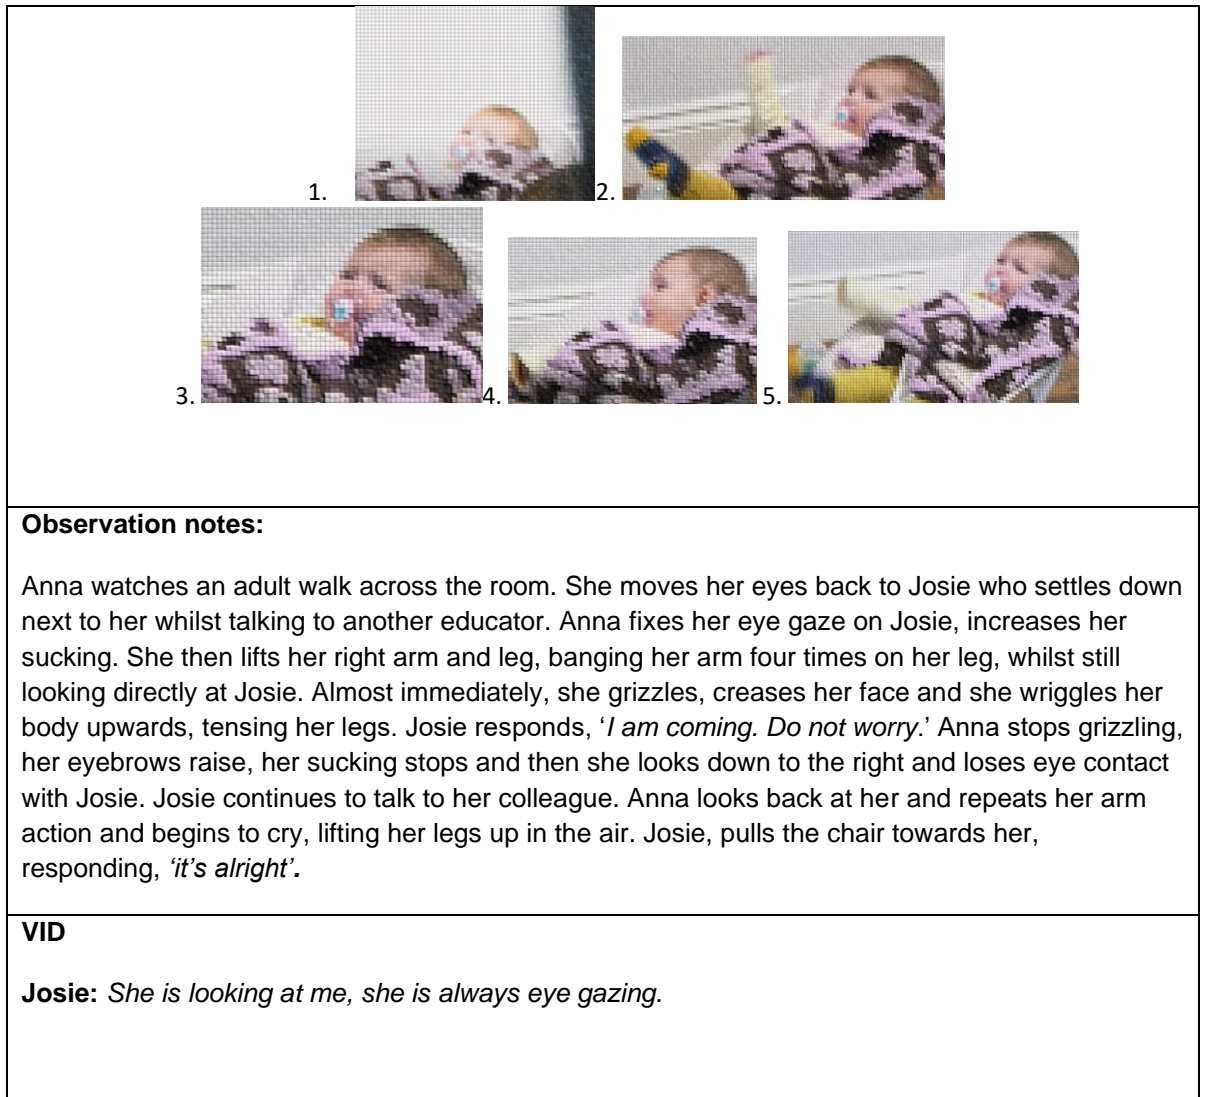 1. 2.
3. 4. 5.
Observation notes:
Anna watches an adult walk across the room. She moves her eyes back to Josie who settles down
next to her whilst talking to another educator. Anna fixes her eye gaze on Josie, increases her
sucking. She then lifts her right arm and leg, banging her arm four times on her leg, whilst still
looking directly at Josie. Almost immediately, she grizzles, creases her face and she wriggles her
body upwards, tensing her legs. Josie responds, ‘I am coming. Do not worry.’ Anna stops grizzling,
her eyebrows raise, her sucking stops and then she looks down to the right and loses eye contact
with Josie. Josie continues to talk to her colleague. Anna looks back at her and repeats her arm
action and begins to cry, lifting her legs up in the air. Josie, pulls the chair towards her,
responding, ‘it’s alright’.
VID
Josie: She is looking at me, she is always eye gazing.